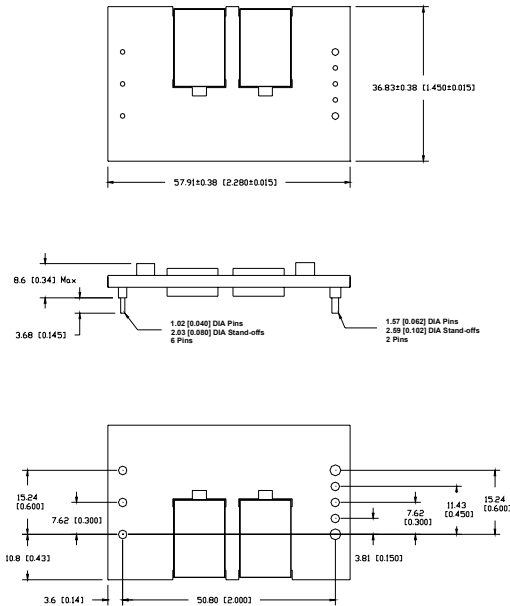 36.83±0.38 [1.450±0.015]
57.91±0.38 [2.280±0.015]
8.6 [0.34] Max
3.68 [0.145]
1.02 [0.040] DIA Pins
2.03 [0.080] DIA Stand-offs
6 Pins
1.57 [0.062] DIA Pins
2.59 [0.102] DIA Stand-offs
2 Pins
15.24
[0.600]
7.62 [0.300]
10.8 [0.43]
3.6 [0.14]
50.80 [2.000]
7.62
[0.300]
11.43
[0.450]
15.24
[0.600]
3.81 [0.150]